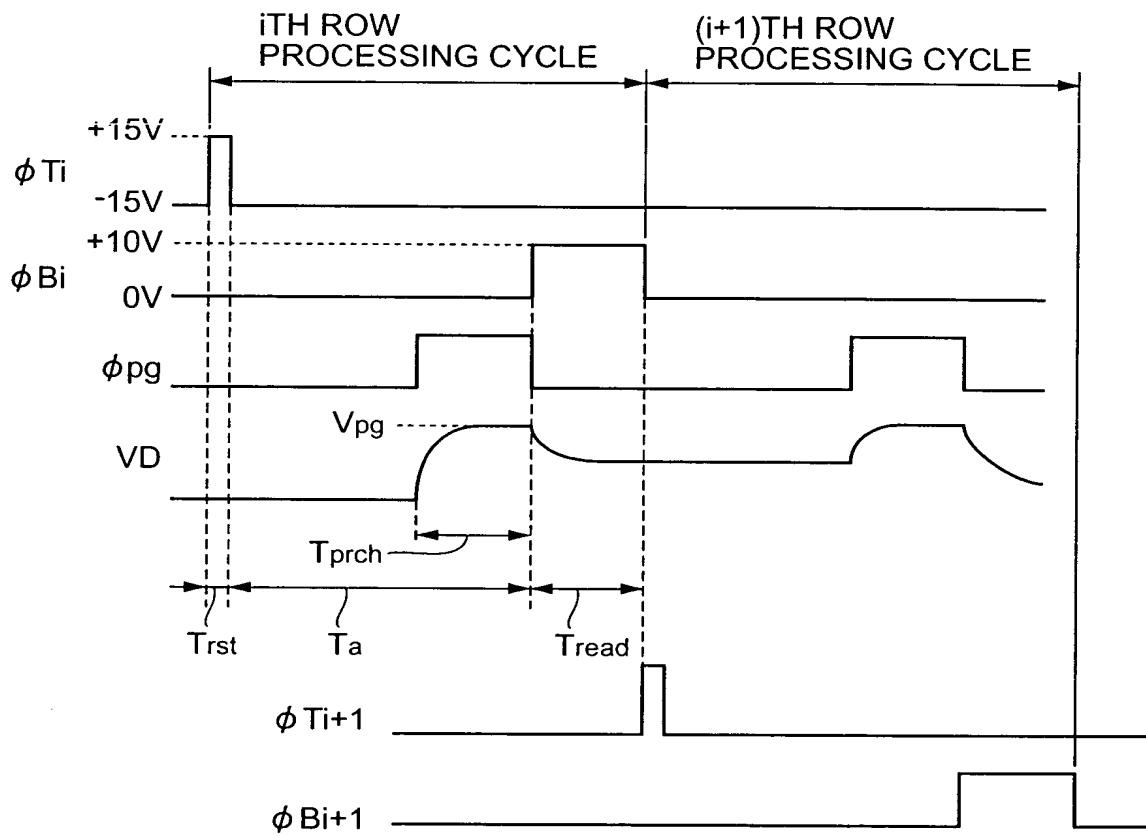 iTH ROW
PROCESSING CYCLE
(i+1)TH ROW
PROCESSING CYCLE
+15V
ϕTi
-15V
+10V
ϕBi
0V
ϕpg
Vpg
VD
Tprch
Trst
Ta
Tread
ϕTi+1
ϕBi+1